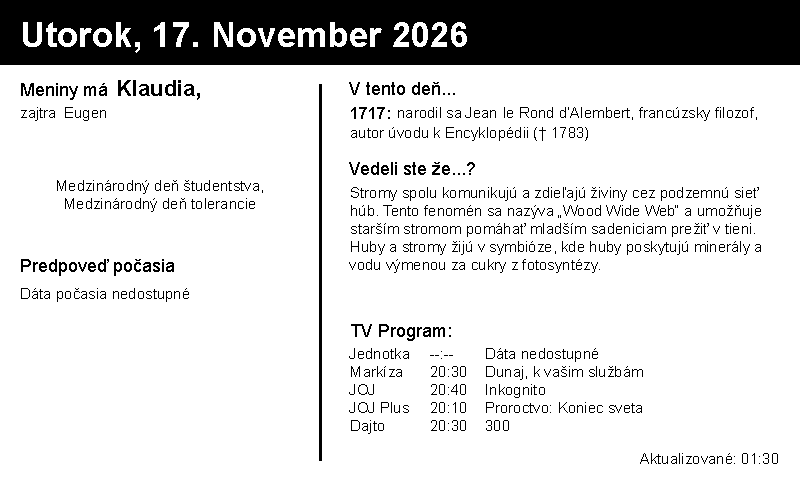 Utorok, 17. November 2026
Meniny má Klaudia,
zajtra Eugen
Medzinárodný deň študentstva,
Medzinárodný deň tolerancie
Predpoveď počasia
Dáta počasia nedostupné
V tento deň...
1717: narodil sa Jean le Rond d'Alembert, francúzsky filozof,
autor úvodu k Encyklopédii († 1783)
Vedeli ste že...?
Stromy spolu komunikujú a zdieľajú živiny cez podzemnú sieť
húb. Tento fenomén sa nazýva „Wood Wide Web" a umožňuje
starším stromom pomáhať mladším sadeniciam prežiť v tieni.
Huby a stromy žijú v symbióze, kde huby poskytujú minerály a
vodu výmenou za cukry z fotosyntézy.
TV Program:
Jednotka --:-- Dáta nedostupné
Markíza 20:30 Dunaj, k vašim službám
JOJ 20:40 Inkognito
JOJ Plus 20:10 Proroctvo: Koniec sveta
Dajto 20:30 300
Aktualizované: 01:30